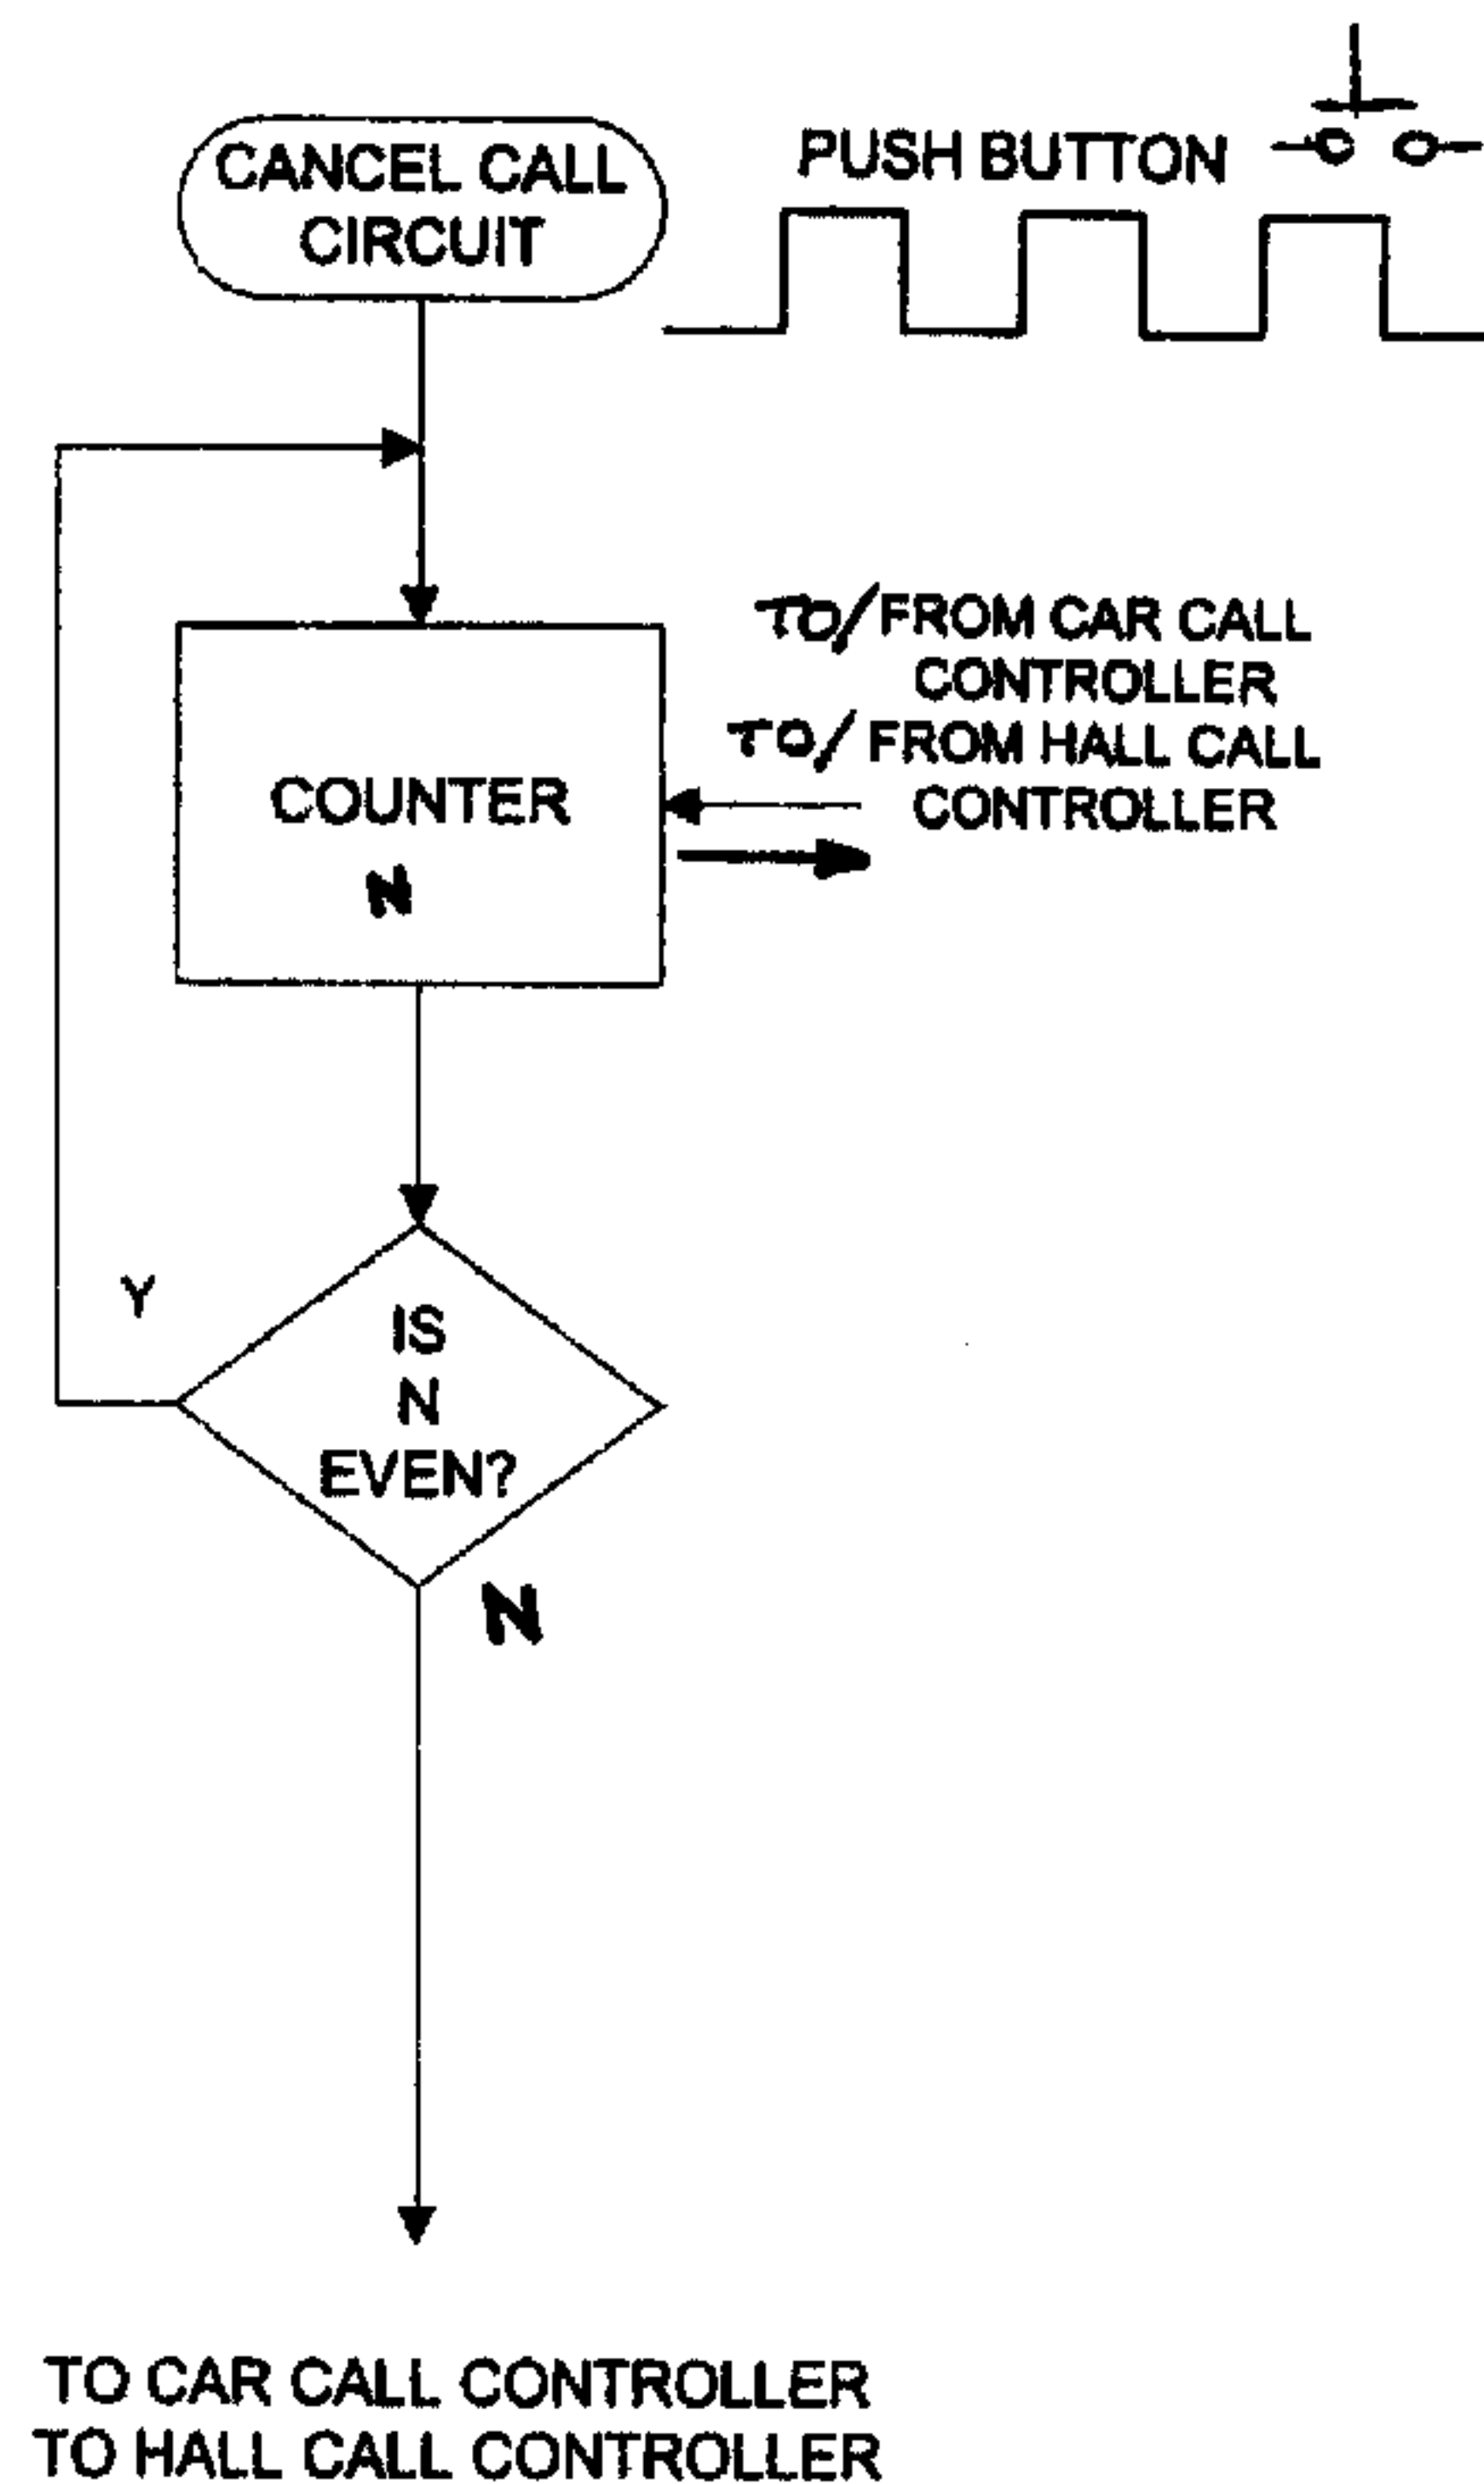 CANCEL CALL
CIRCUIT
PUSH BUTTON
TO/FROM CAR CALL
CONTROLLER
TO/FROM HALL CALL
CONTROLLER
COUNTER
N
Y
IS
N
EVEN?
N
TO CAR CALL CONTROLLER
TO HALL CALL CONTROLLER